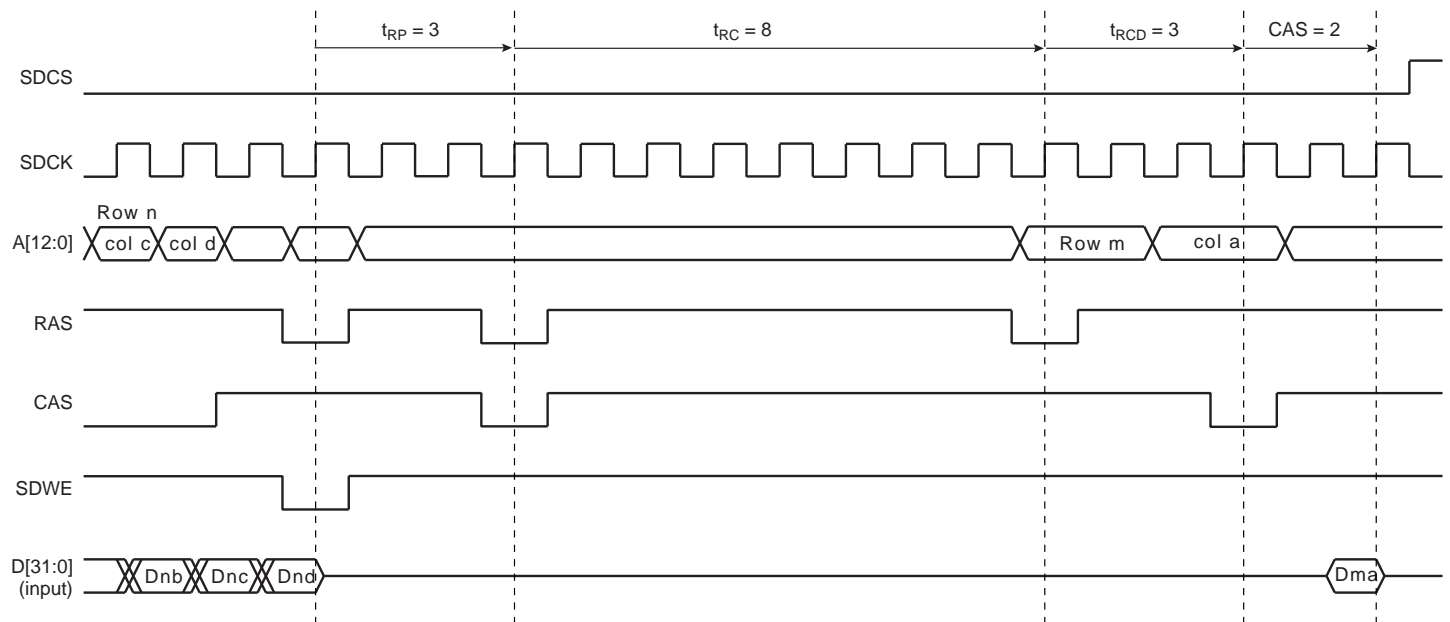 tRP = 3
tRC = 8
tRCD = 3
CAS = 2
SDCS
SDCK
Row n
A[12:0]
col c
col d
Row m
col a
RAS
CAS
SDWE
D[31:0]
(input)
Dnb
Dnc
Dnd
Dma